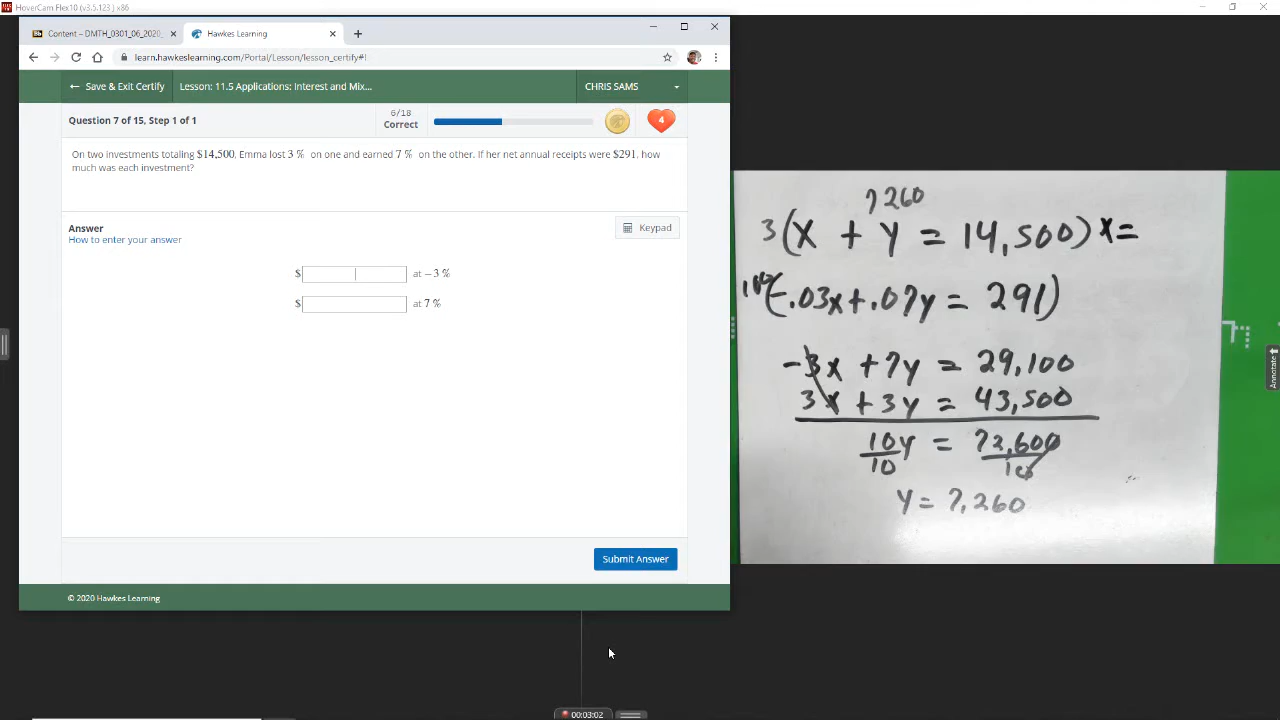 HoverCam Flex10 (v3.5.123) x86
Content – DMTH_0301_06_2020_
Hawkes Learning
learn.hawkeslearning.com/Portal/Lesson/lesson_certify#!
← Save & Exit Certify
Lesson: 11.5 Applications: Interest and Mix...
CHRIS SAMS
Question 7 of 15, Step 1 of 1
6/18
Correct
4
On two investments totaling $14,500, Emma lost 3 % on one and earned 7 % on the other. If her net annual receipts were $291, how
much was each investment?
Answer
How to enter your answer
Keypad
$ at − 3 %
$ at 7 %
Submit Answer
© 2020 Hawkes Learning
7260
3(X + Y = 14,500) X=
(-.03x+.07y = 291)
-3x + 7y = 29,100
3x + 3y = 43,500
10y = 72,600
10 10
Y = 7,260
Annotate
00:03:02